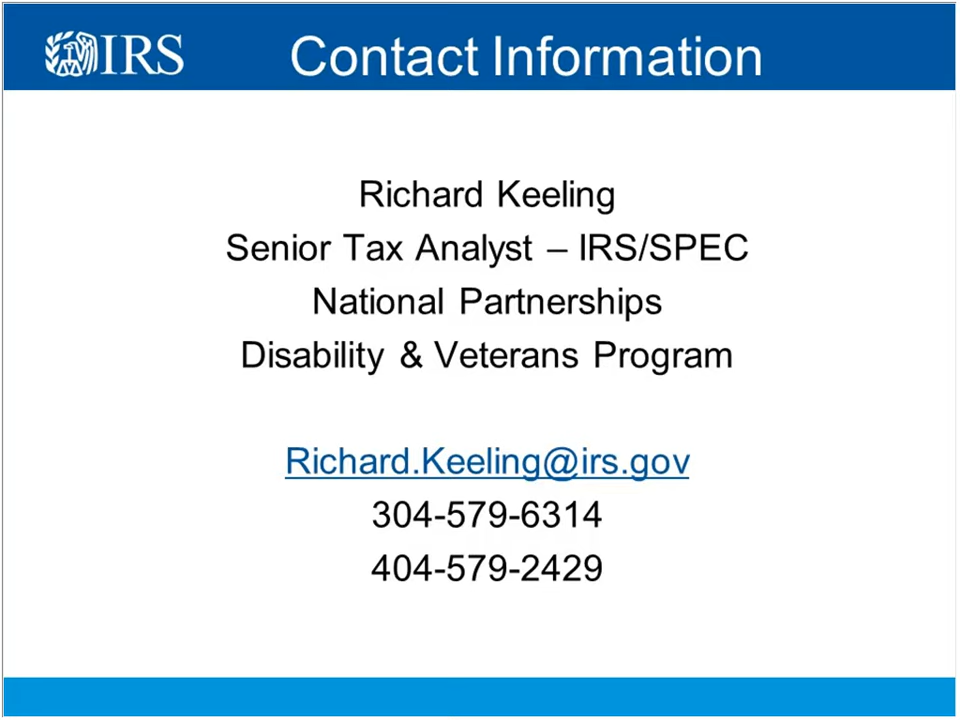 IRS
Contact Information
Richard Keeling
Senior Tax Analyst – IRS/SPEC
National Partnerships
Disability & Veterans Program
Richard.Keeling@irs.gov
304-579-6314
404-579-2429